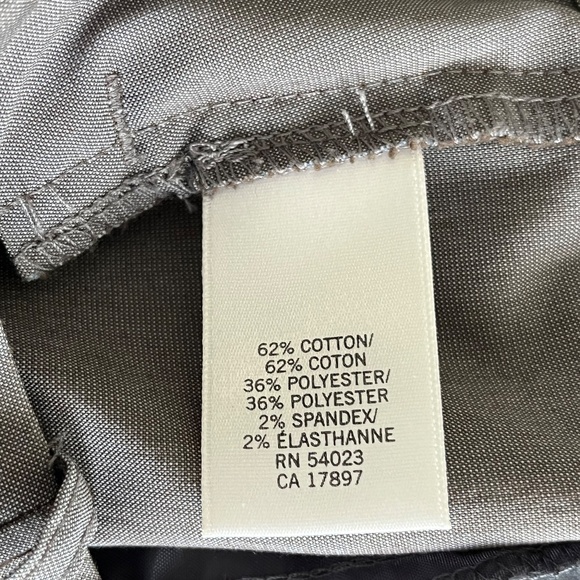 62% COTTON/
62% COTON
36% POLYESTER/
36% POLYESTER
2% SPANDEX/
2% ÉLASTHANNE
RN 54023
CA 17897